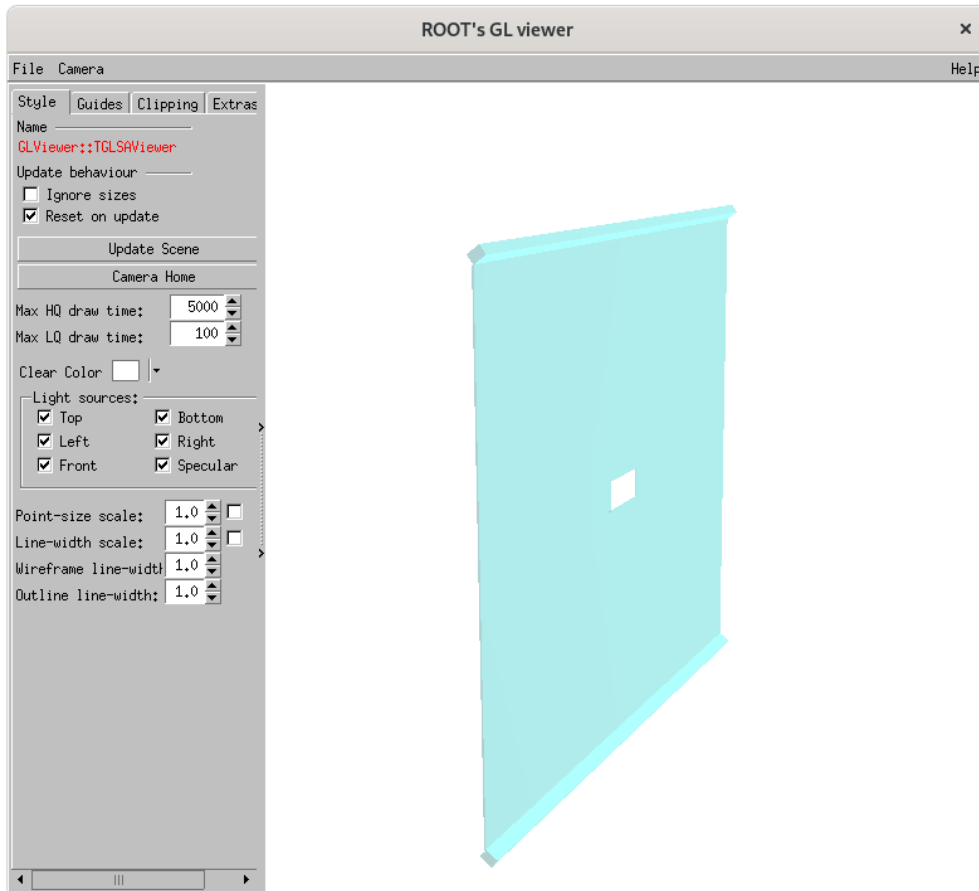 ROOT's GL viewer
File Camera Help
Style Guides Clipping Extras
Name
GLViewer::TGLSAViewer
Update behaviour
Ignore sizes
Reset on update
Update Scene
Camera Home
Max HQ draw time: 5000
Max LQ draw time: 100
Clear Color
Light sources:
Top Bottom
Left Right
Front Specular
Point-size scale: 1.0
Line-width scale: 1.0
Wireframe line-width 1.0
Outline line-width: 1.0